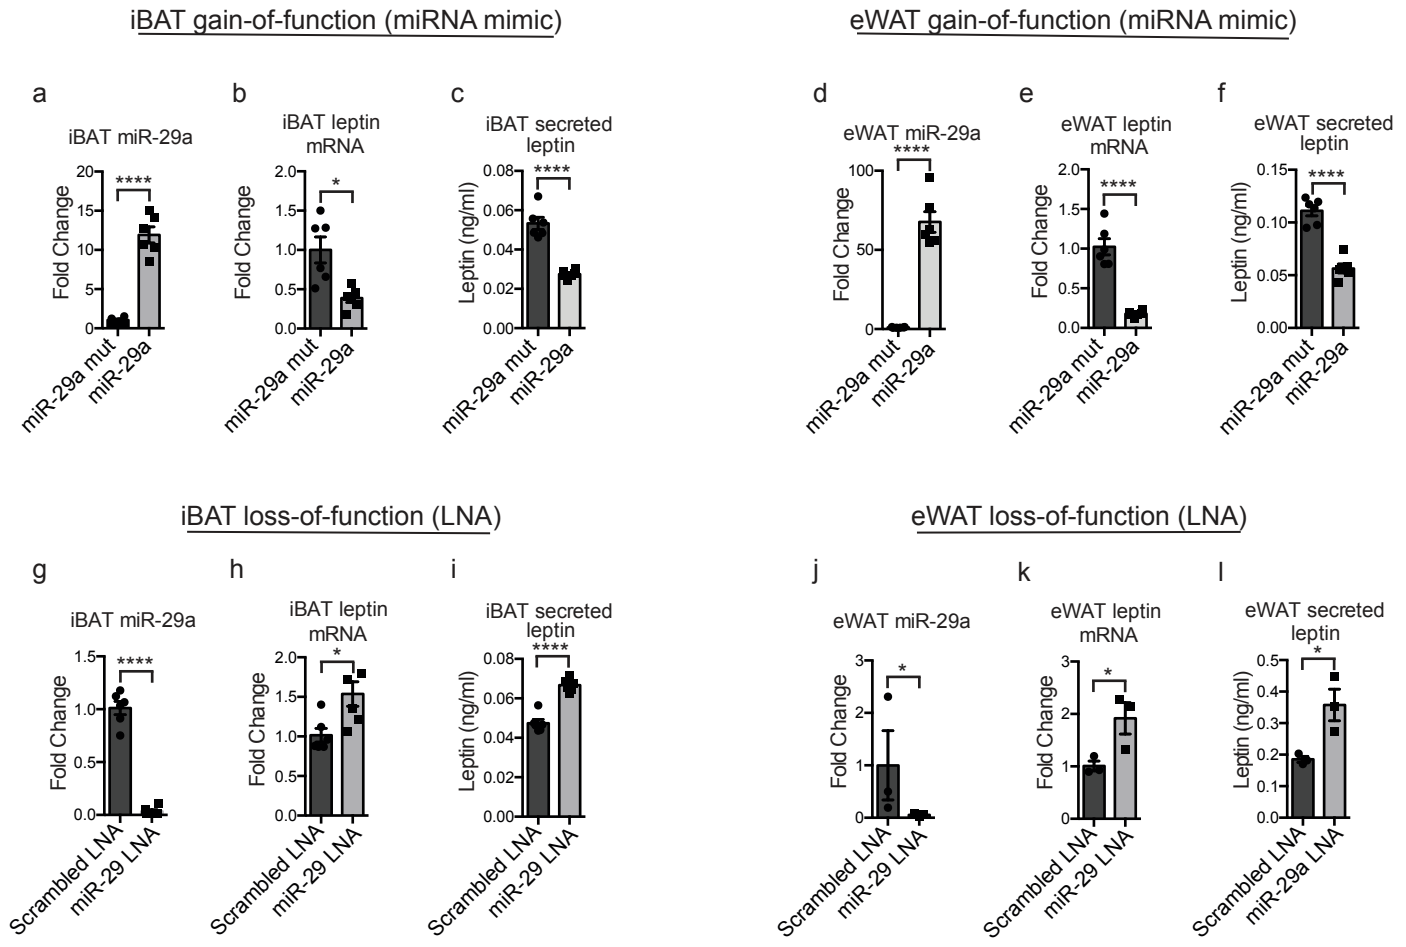 iBAT gain-of-function (miRNA mimic)
eWAT gain-of-function (miRNA mimic)
a
iBAT miR-29a
Fold Change
20
15
10
5
0
****
miR-29a mut
miR-29a
b
iBAT leptin
mRNA
Fold Change
2.0
1.5
1.0
0.5
0.0
*
miR-29a mut
miR-29a
c
iBAT secreted
leptin
Leptin (ng/ml)
0.08
0.06
0.04
0.02
0.00
****
miR-29a mut
miR-29a
d
eWAT miR-29a
Fold Change
100
50
0
****
miR-29a mut
miR-29a
e
eWAT leptin
mRNA
Fold Change
2.0
1.5
1.0
0.5
0.0
****
miR-29a mut
miR-29a
f
eWAT secreted
leptin
Leptin (ng/ml)
0.15
0.10
0.05
0.00
****
miR-29a mut
miR-29a
iBAT loss-of-function (LNA)
eWAT loss-of-function (LNA)
g
iBAT miR-29a
Fold Change
1.5
1.0
0.5
0.0
****
Scrambled LNA
miR-29 LNA
h
iBAT leptin
mRNA
Fold Change
2.0
1.5
1.0
0.5
0.0
*
Scrambled LNA
miR-29 LNA
i
iBAT secreted
leptin
Leptin (ng/ml)
0.08
0.06
0.04
0.02
0.00
****
Scrambled LNA
miR-29 LNA
j
eWAT miR-29a
Fold Change
3
2
1
0
*
Scrambled LNA
miR-29 LNA
k
eWAT leptin
mRNA
Fold Change
3
2
1
0
*
Scrambled LNA
miR-29 LNA
l
eWAT secreted
leptin
Leptin (ng/ml)
0.5
0.4
0.3
0.2
0.1
0.0
*
Scrambled LNA
miR-29a LNA